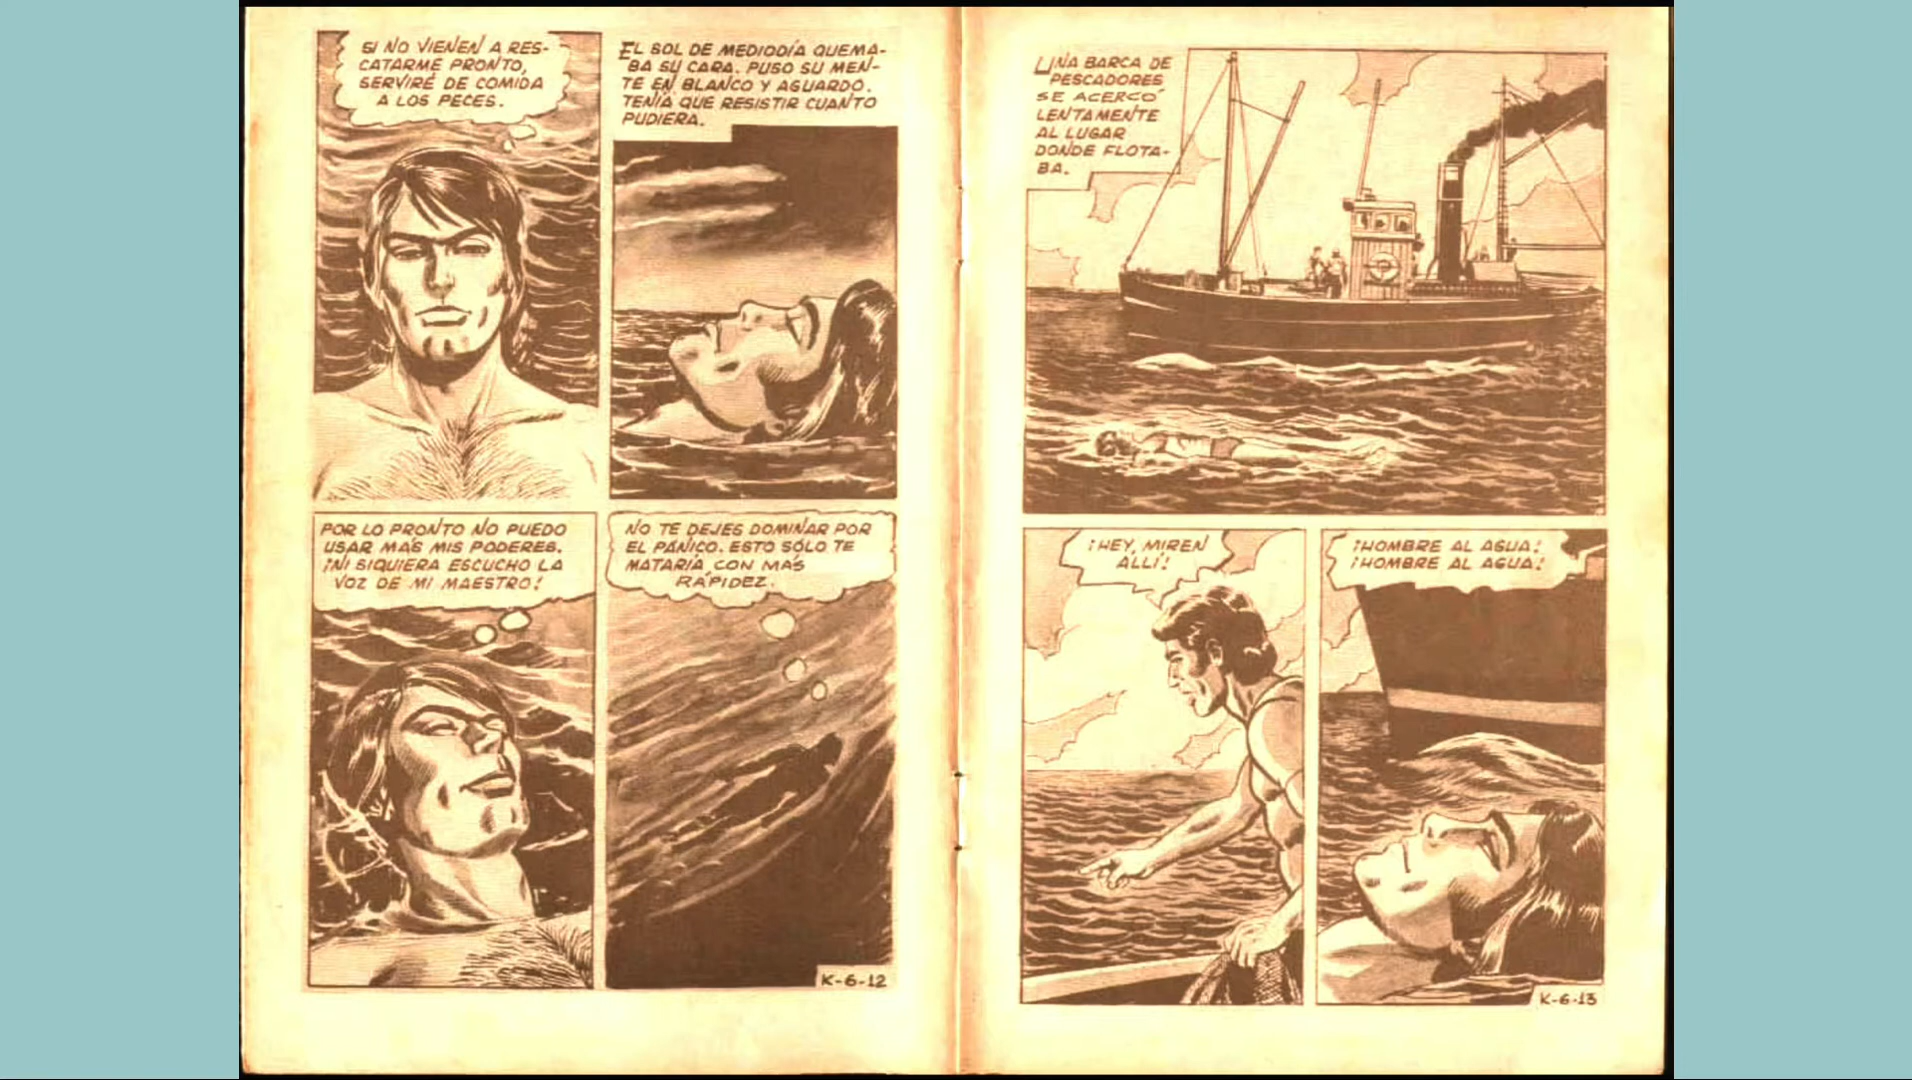 SI NO VIENEN A RES-
CATARME PRONTO,
SERVIRÉ DE COMIDA
A LOS PECES.
EL SOL DE MEDIODÍA QUEMA-
BA SU CARA. PUSO SU MEN-
TE EN BLANCO Y AGUARDO.
TENÍA QUE RESISTIR CUANTO
PUDIERA.
POR LO PRONTO NO PUEDO
USAR MÁS MIS PODERES.
¡NI SIQUIERA ESCUCHO LA
VOZ DE MI MAESTRO!
NO TE DEJES DOMINAR POR
EL PÁNICO. ESTO SÓLO TE
MATARÍA CON MÁS
RÁPIDEZ.
K-6-12
UNA BARCA DE
PESCADORES
SE ACERCÓ
LENTAMENTE
AL LUGAR
DONDE FLOTA-
BA.
¡HEY, MIREN
ALLÍ!
¡HOMBRE AL AGUA!
¡HOMBRE AL AGUA!
K-6-13